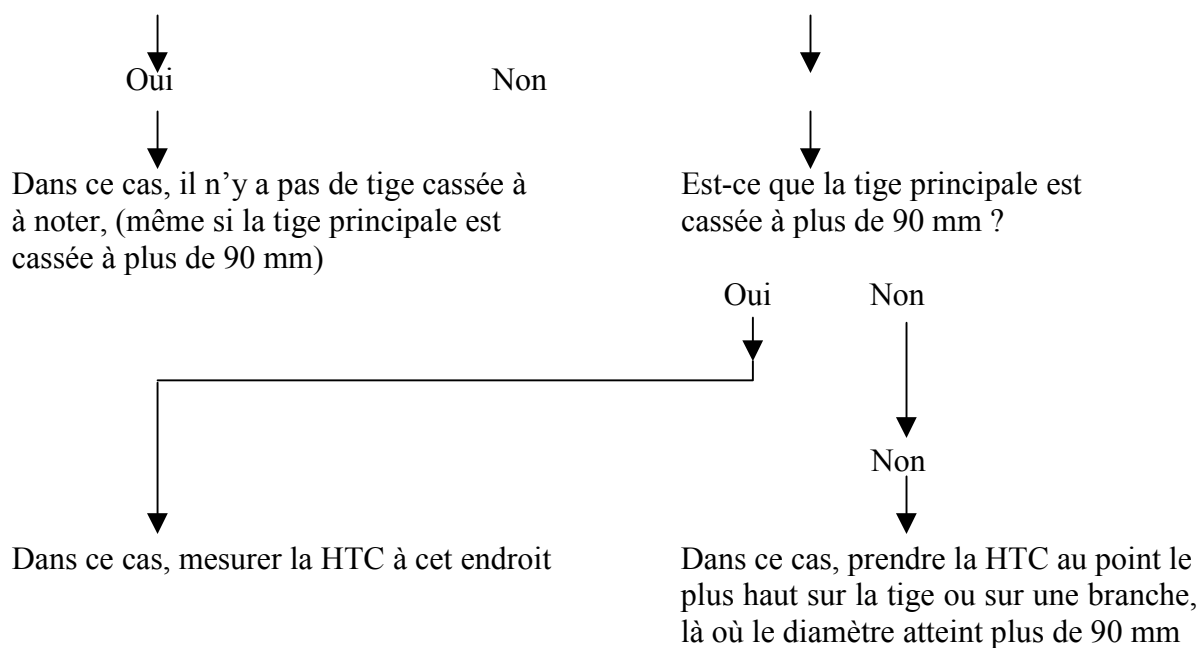 Oui
Non
Dans ce cas, il n’y a pas de tige cassée à
à noter, (même si la tige principale est
cassée à plus de 90 mm)
Est-ce que la tige principale est
cassée à plus de 90 mm ?
Oui
Non
Non
Dans ce cas, mesurer la HTC à cet endroit
Dans ce cas, prendre la HTC au point le
plus haut sur la tige ou sur une branche,
là où le diamètre atteint plus de 90 mm